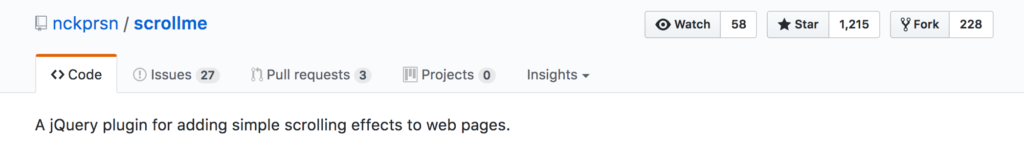 nckprsn / scrollme Watch 58 Star 1,215 Fork 228
Code Issues 27 Pull requests 3 Projects 0 Insights
A jQuery plugin for adding simple scrolling effects to web pages.